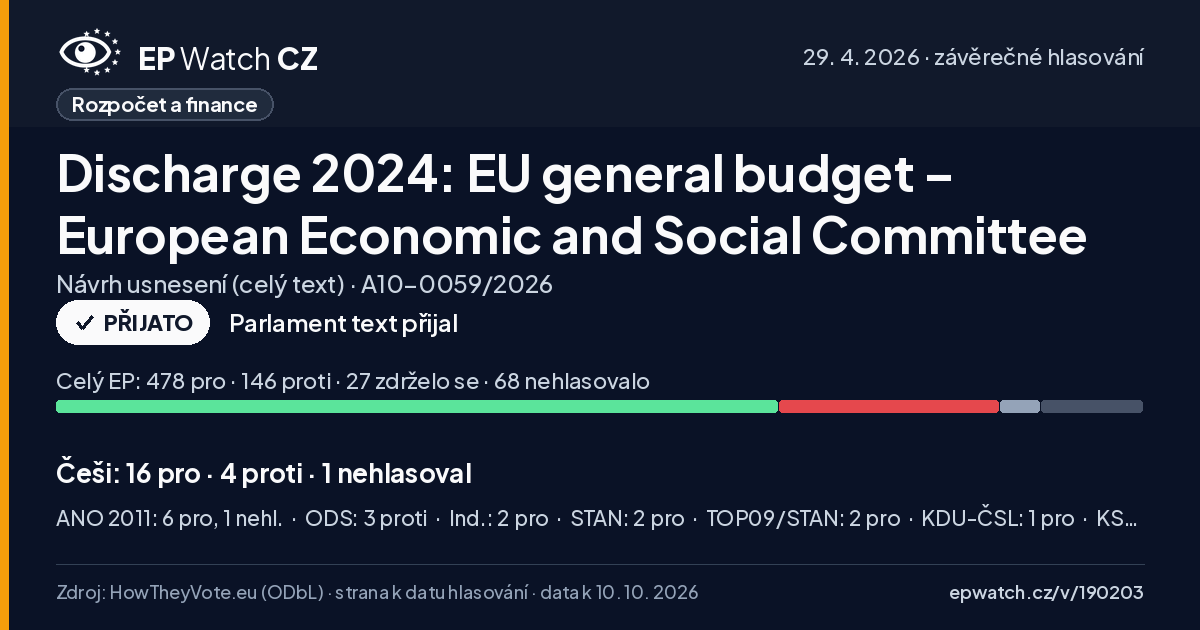 EP Watch CZ
29. 4. 2026 · závěrečné hlasování
Rozpočet a finance
Discharge 2024: EU general budget –
European Economic and Social Committee
Návrh usnesení (celý text) · A10–0059/2026
✓ PŘIJATO
Parlament text přijal
Celý EP: 478 pro · 146 proti · 27 zdrželo se · 68 nehlasovalo
Češi: 16 pro · 4 proti · 1 nehlasoval
ANO 2011: 6 pro, 1 nehl. · ODS: 3 proti · Ind.: 2 pro · STAN: 2 pro · TOP09/STAN: 2 pro · KDU-ČSL: 1 pro · KS…
Zdroj: HowTheyVote.eu (ODbL) · strana k datu hlasování · data k 10. 10. 2026
epwatch.cz/v/190203